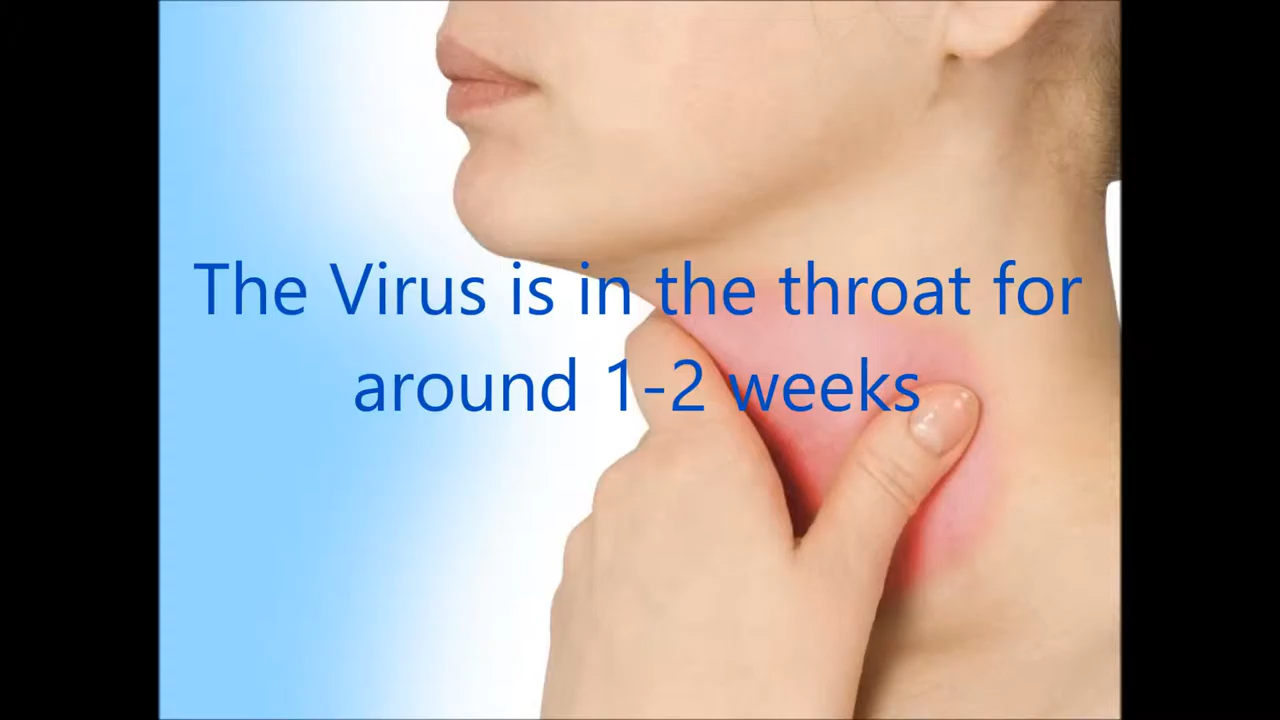 The Virus is in the throat for
around 1-2 weeks